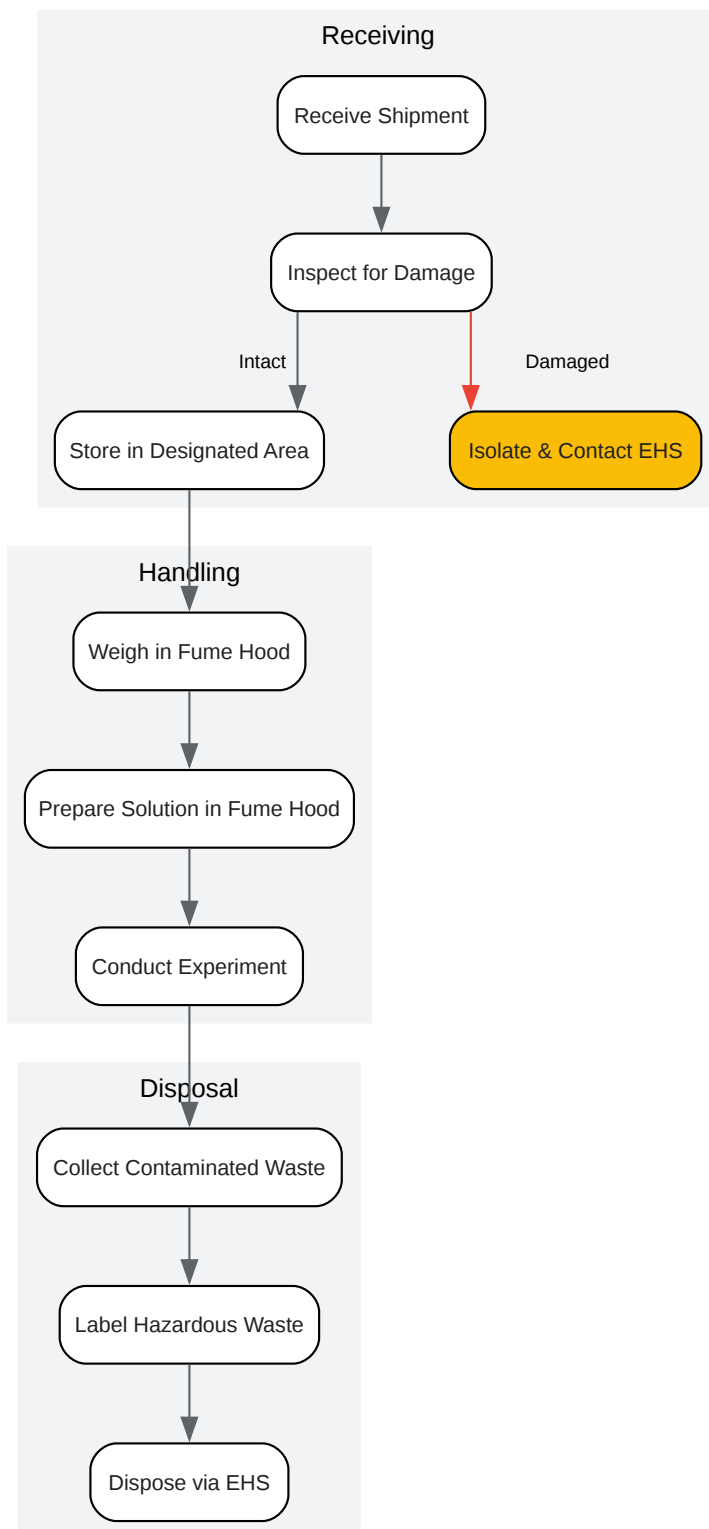 Receiving
Receive Shipment
Inspect for Damage
Intact
Damaged
Store in Designated Area
Isolate & Contact EHS
Handling
Weigh in Fume Hood
Prepare Solution in Fume Hood
Conduct Experiment
Disposal
Collect Contaminated Waste
Label Hazardous Waste
Dispose via EHS